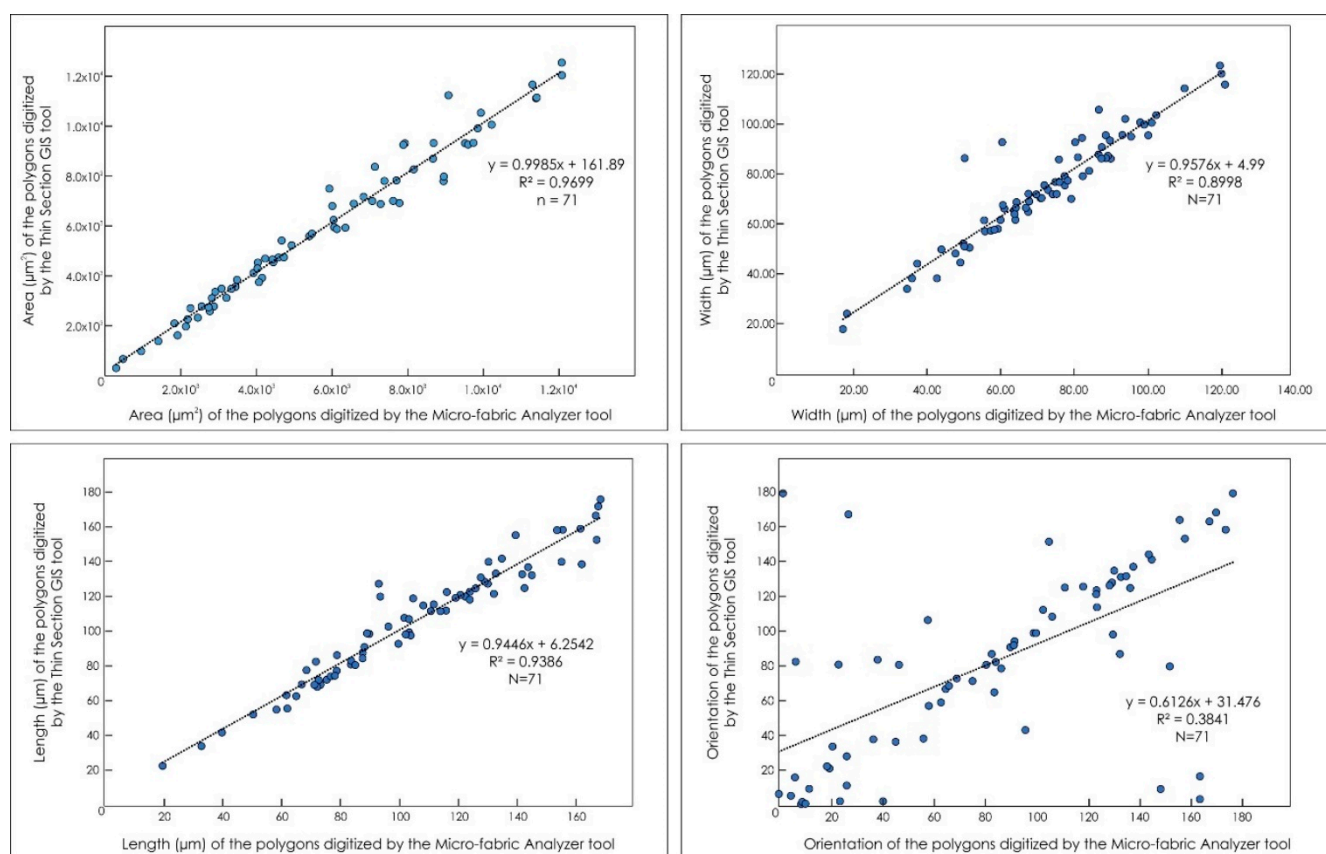 Area (µm²) of the polygons digitized
by the Thin Section GIS tool
1.2x10⁴
1.0x10⁴
8.0x10³
6.0x10³
4.0x10³
2.0x10³
y = 0.9985x + 161.89
R² = 0.9699
n = 71
0 2.0x10³ 4.0x10³ 6.0x10³ 8.0x10³ 1.0x10⁴ 1.2x10⁴
Area (µm²) of the polygons digitized by the Micro-fabric Analyzer tool
Width (µm) of the polygons digitized
by the Thin Section GIS tool
120.00
100.00
80.00
60.00
40.00
20.00
y = 0.9576x + 4.99
R² = 0.8998
N=71
0 20.00 40.00 60.00 80.00 100.00 120.00 140.00
Width (µm) of the polygons digitized by the Micro-fabric Analyzer tool
Length (µm) of the polygons digitized
by the Thin Section GIS tool
180
160
140
120
100
80
60
40
20
y = 0.9446x + 6.2542
R² = 0.9386
N=71
0 20 40 60 80 100 120 140 160
Length (µm) of the polygons digitized by the Micro-fabric Analyzer tool
Orientation of the polygons digitized
by the Thin Section GIS tool
180
160
140
120
100
80
60
40
20
y = 0.6126x + 31.476
R² = 0.3841
N=71
0 20 40 60 80 100 120 140 160 180
Orientation of the polygons digitized by the Micro-fabric Analyzer tool